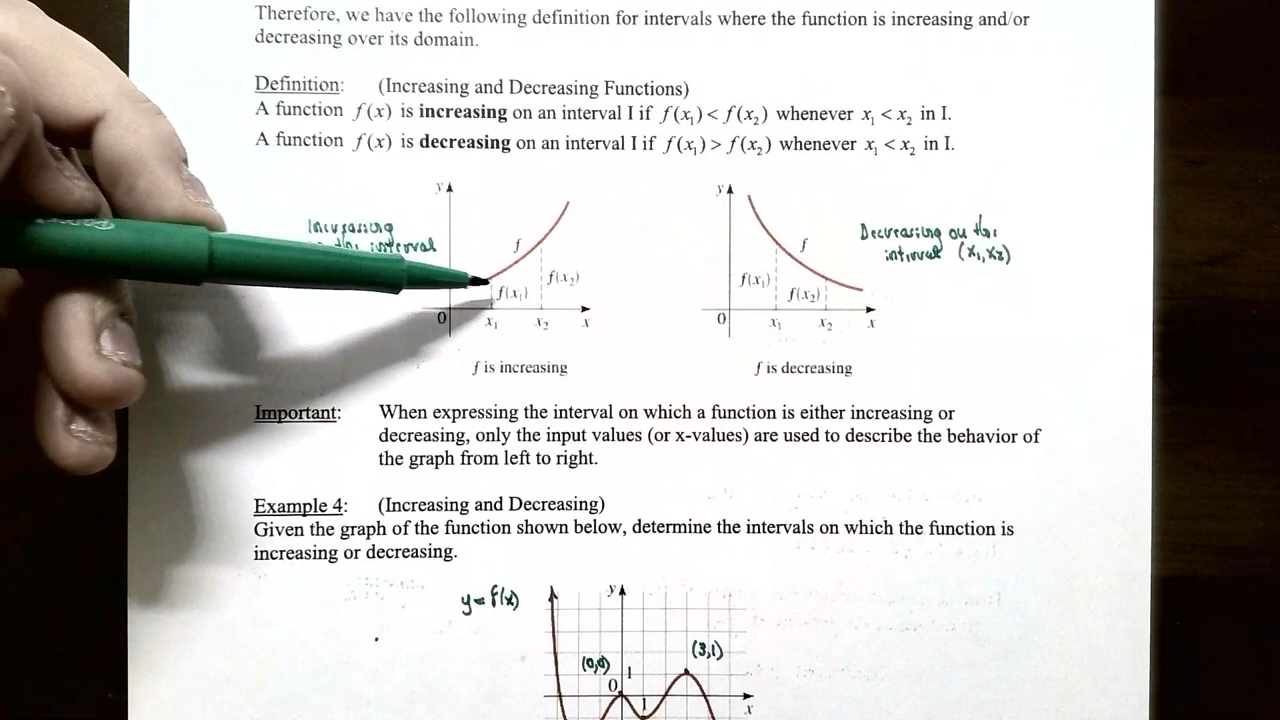 Therefore, we have the following definition for intervals where the function is increasing and/or
decreasing over its domain.
Definition: (Increasing and Decreasing Functions)
A function f(x) is increasing on an interval I if f(x₁) < f(x₂) whenever x₁ < x₂ in I.
A function f(x) is decreasing on an interval I if f(x₁) > f(x₂) whenever x₁ < x₂ in I.
Increasing
the interval
y
f
f(x₁)
f(x₂)
0
x₁
x₂
x
f is increasing
y
f
f(x₁)
f(x₂)
0
x₁
x₂
x
f is decreasing
Decreasing on the
interval (x₁,x₂)
Important: When expressing the interval on which a function is either increasing or
decreasing, only the input values (or x-values) are used to describe the behavior of
the graph from left to right.
Example 4: (Increasing and Decreasing)
Given the graph of the function shown below, determine the intervals on which the function is
increasing or decreasing.
y = f(x)
y
(0,0)
(3,1)
1
0
1
x